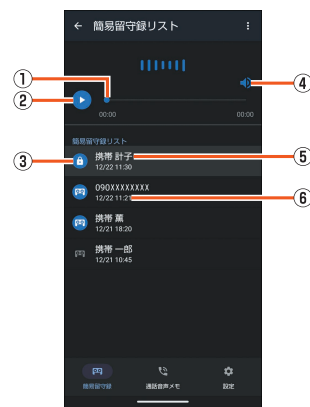 簡易留守録リスト
①
②
④
00:00 00:00
簡易留守録リスト
③
携帯 計子
⑤
12/22 11:30
090XXXXXXXX
12/22 11:21
⑥
携帯 薫
12/21 18:20
携帯 一郎
12/21 10:45
簡易留守録 通話音声メモ 設定